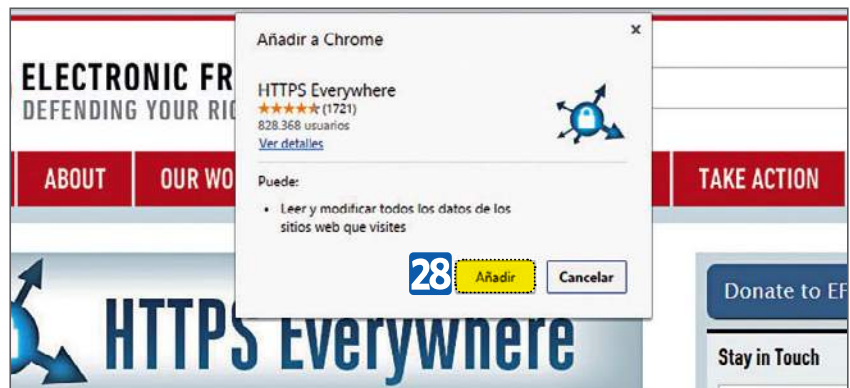 Añadir a Chrome
x
ELECTRONIC FR
DEFENDING YOUR RIG
HTTPS Everywhere
(1721)
828.368 usuarios
Ver detalles
ABOUT
OUR WO
TAKE ACTION
Puede:
• Leer y modificar todos los datos de los
sitios web que visites
28
Añadir
Cancelar
HTTPS Everywhere
Donate to EF
Stay in Touch